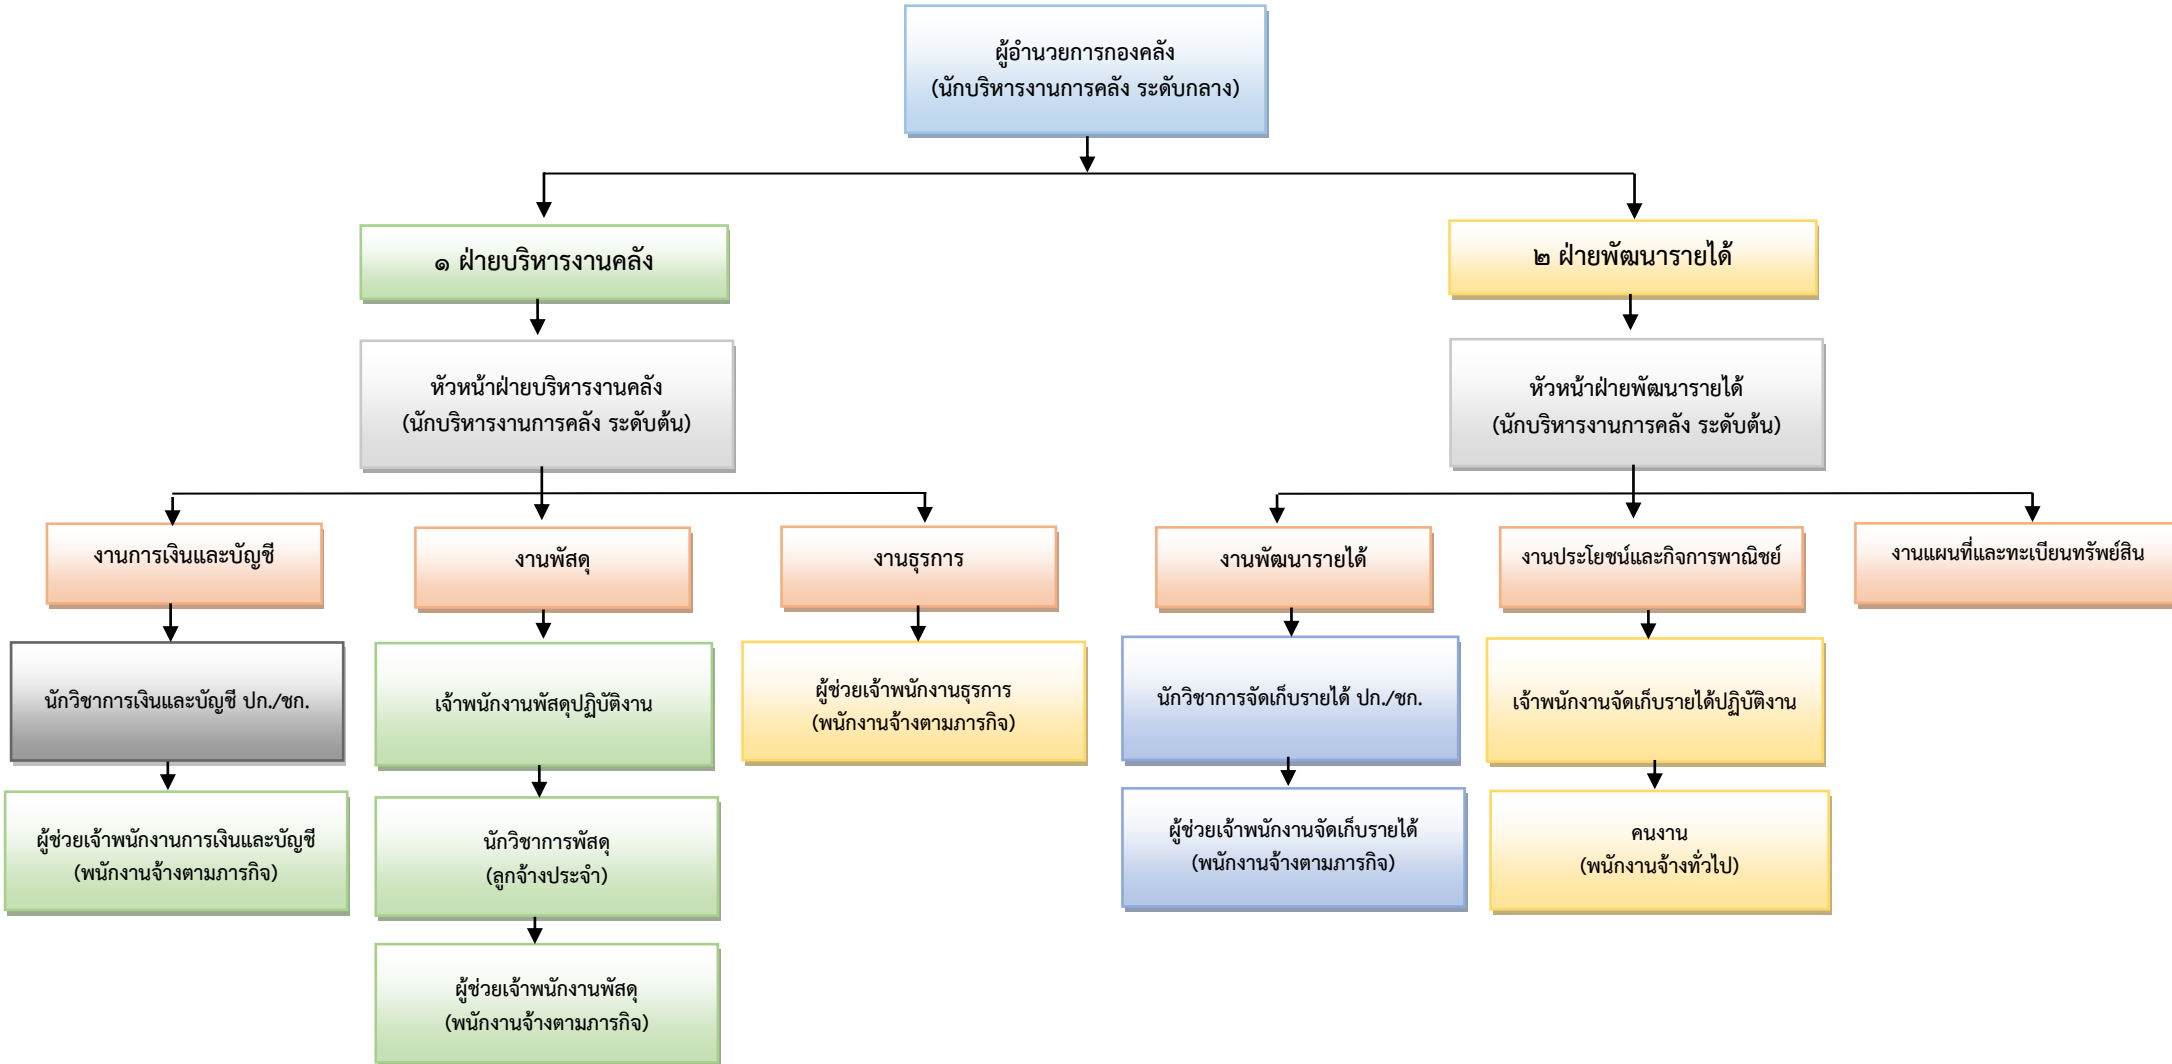 ผู้อำนวยการกองคลัง
(นักบริหารงานการคลัง ระดับกลาง)
๑ ฝ่ายบริหารงานคลัง
๒ ฝ่ายพัฒนารายได้
หัวหน้าฝ่ายบริหารงานคลัง
(นักบริหารงานการคลัง ระดับต้น)
หัวหน้าฝ่ายพัฒนารายได้
(นักบริหารงานการคลัง ระดับต้น)
งานการเงินและบัญชี
งานพัสดุ
งานธุรการ
งานพัฒนารายได้
งานประโยชน์และกิจการพาณิชย์
งานแผนที่และทะเบียนทรัพย์สิน
นักวิชาการเงินและบัญชี ปก./ชก.
เจ้าพนักงานพัสดุปฏิบัติงาน
ผู้ช่วยเจ้าพนักงานธุรการ
(พนักงานจ้างตามภารกิจ)
นักวิชาการจัดเก็บรายได้ ปก./ชก.
เจ้าพนักงานจัดเก็บรายได้ปฏิบัติงาน
ผู้ช่วยเจ้าพนักงานการเงินและบัญชี
(พนักงานจ้างตามภารกิจ)
นักวิชาการพัสดุ
(ลูกจ้างประจำ)
ผู้ช่วยเจ้าพนักงานจัดเก็บรายได้
(พนักงานจ้างตามภารกิจ)
คนงาน
(พนักงานจ้างทั่วไป)
ผู้ช่วยเจ้าพนักงานพัสดุ
(พนักงานจ้างตามภารกิจ)